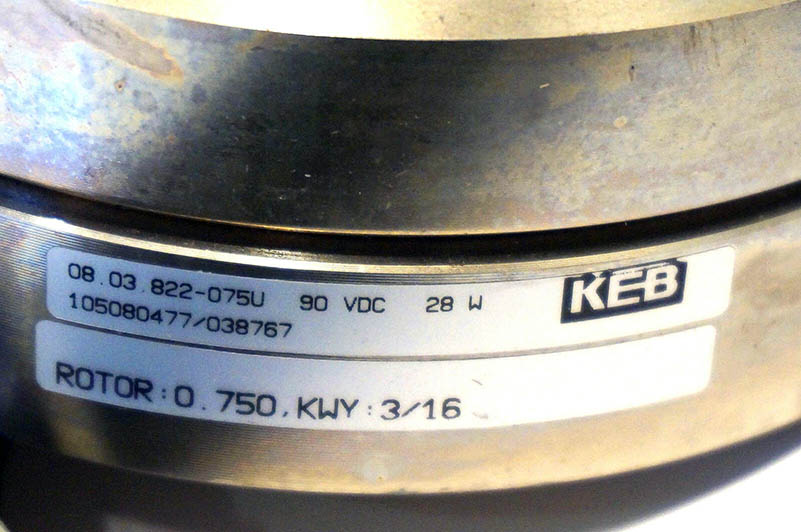 08.03.822-075U 90 VDC 28 W KEB
105080477/038767
ROTOR:0.750,KWY:3/16